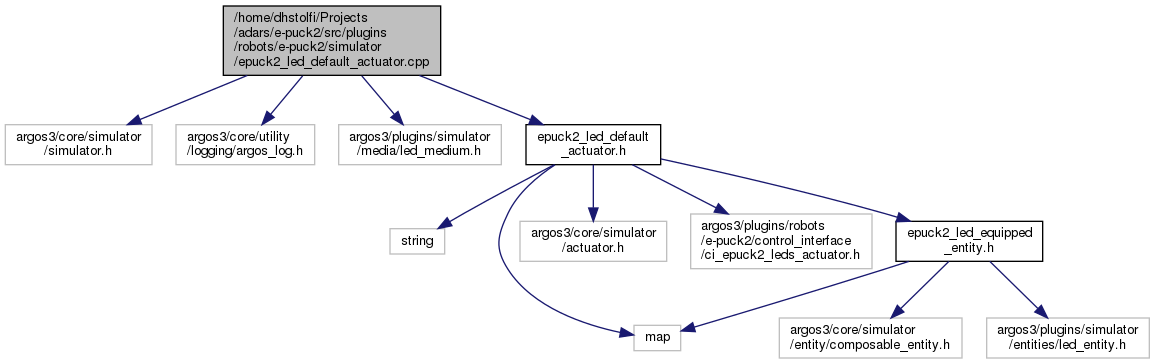 /home/dhstolfi/Projects
/adars/e-puck2/src/plugins
/robots/e-puck2/simulator
/epuck2_led_default_actuator.cpp
argos3/core/simulator
/simulator.h
argos3/core/utility
/logging/argos_log.h
argos3/plugins/simulator
/media/led_medium.h
epuck2_led_default
_actuator.h
string
argos3/core/simulator
/actuator.h
argos3/plugins/robots
/e-puck2/control_interface
/ci_epuck2_leds_actuator.h
epuck2_led_equipped
_entity.h
map
argos3/core/simulator
/entity/composable_entity.h
argos3/plugins/simulator
/entities/led_entity.h